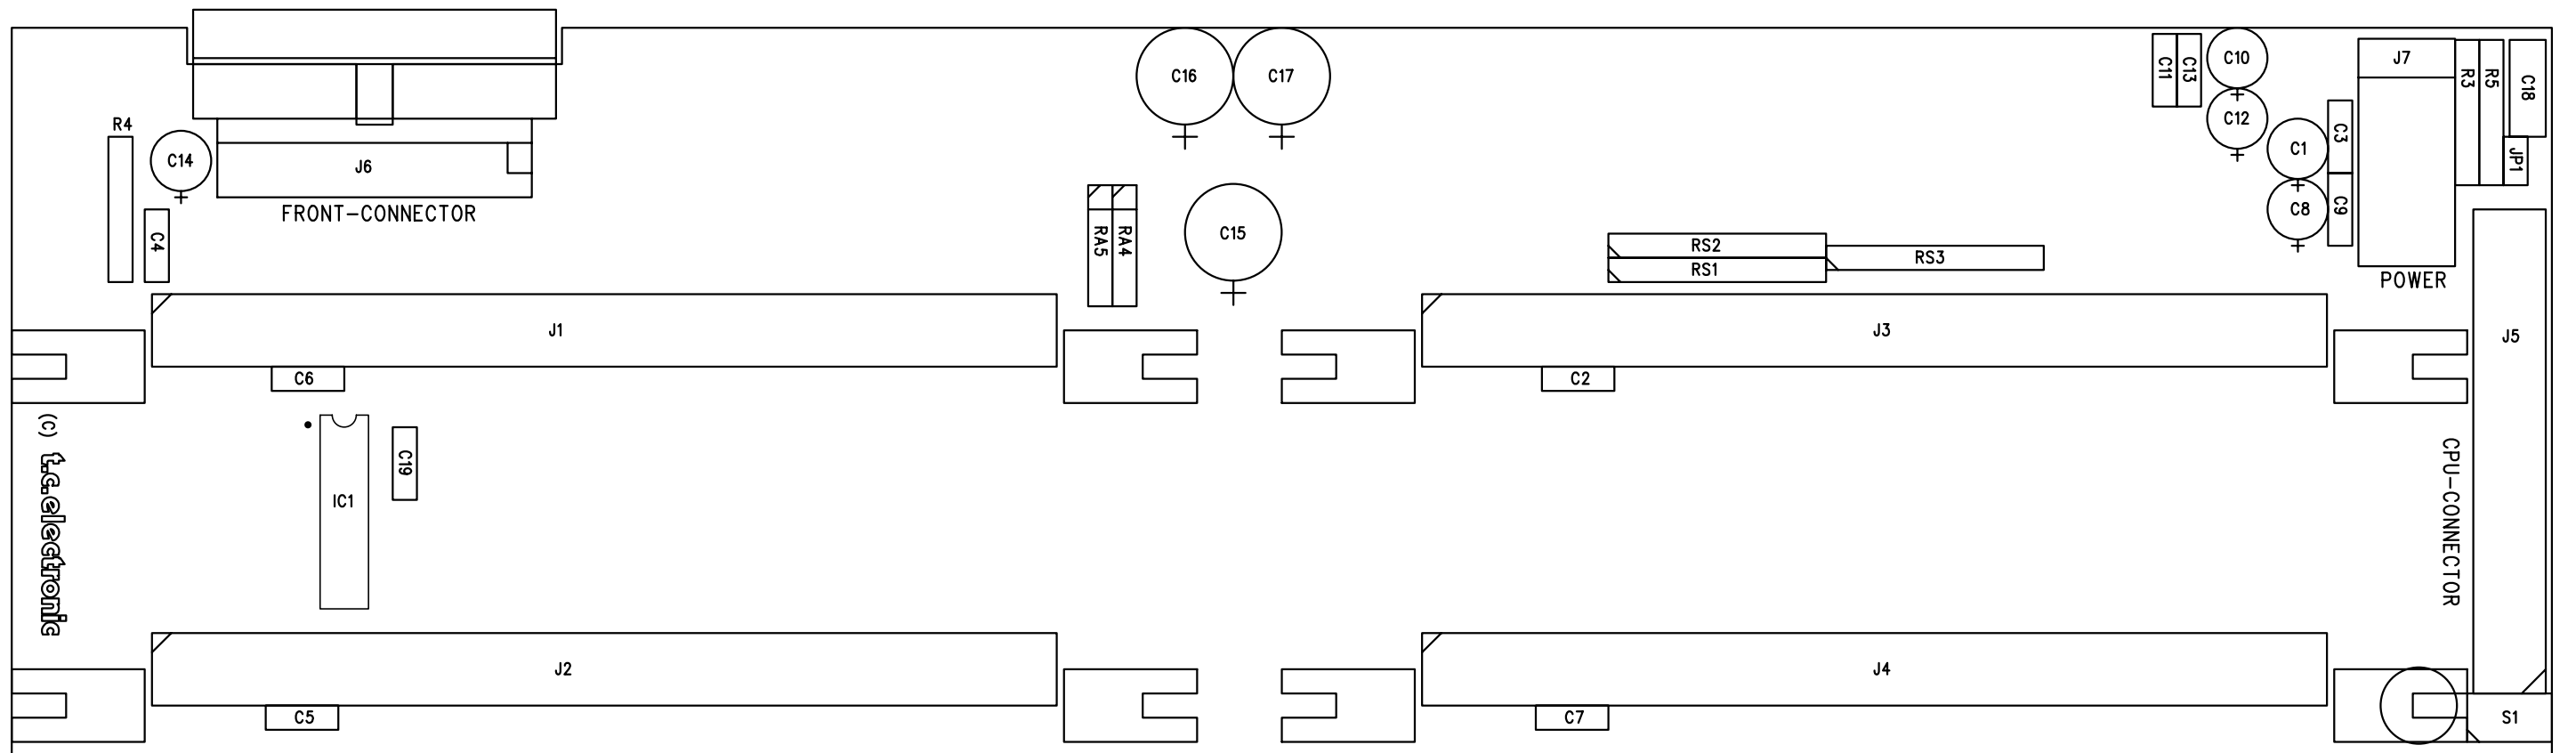 C16
C17
C11
C13
C10
J7
R3
R5
C18
R4
C12
C3
C14
J6
C1
JP1
FRONT-CONNECTOR
C8
C9
C4
RA5
RA4
C15
RS2
RS1
RS3
POWER
J1
J3
J5
C6
C2
(C) t.c.electronic
C19
IC1
CPU-CONNECTOR
J2
J4
C5
C7
S1